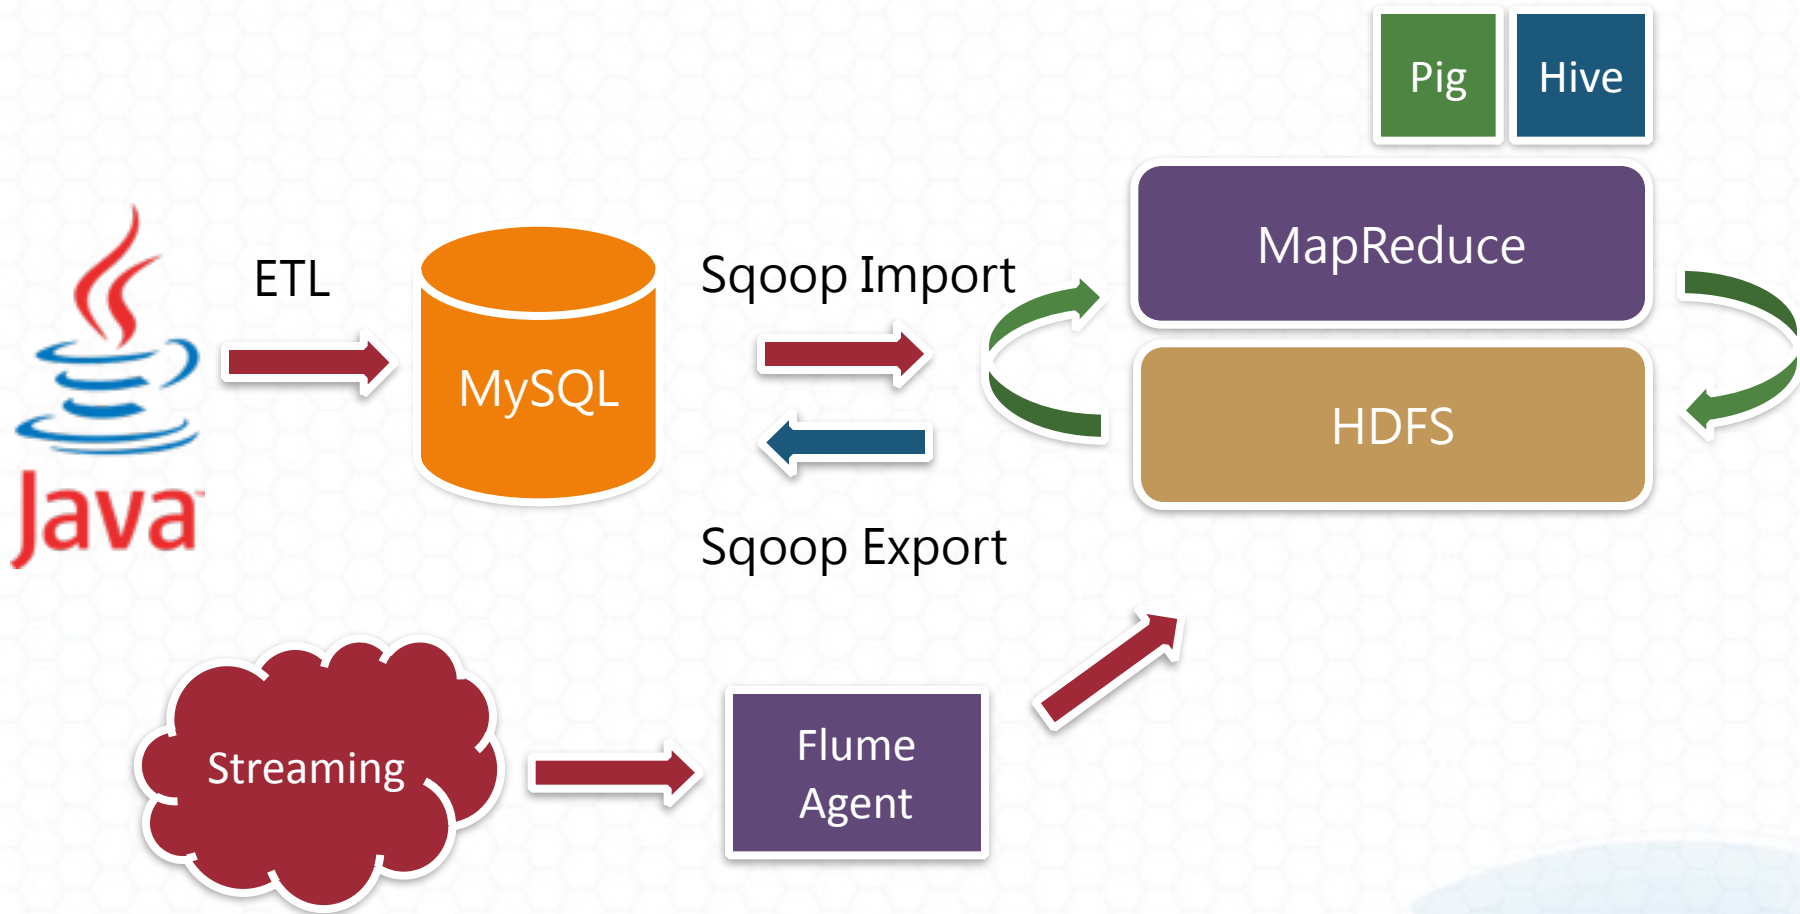 Pig
Hive
MapReduce
ETL
Sqoop Import
MySQL
HDFS
Java
Sqoop Export
Streaming
Flume
Agent